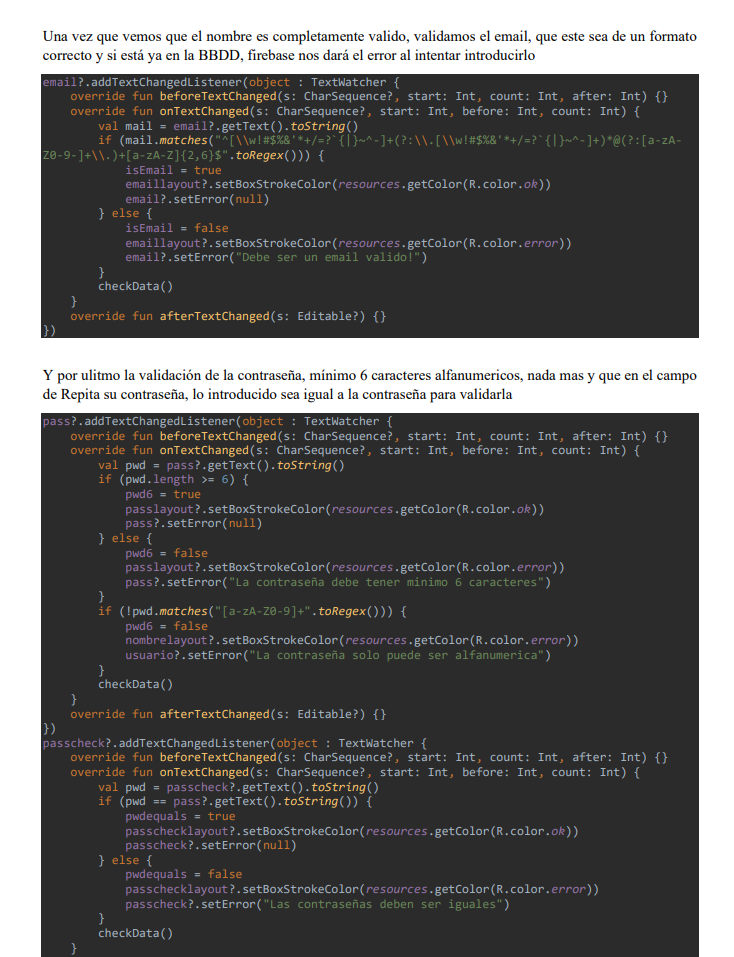 Una vez que vemos que el nombre es completamente valido, validamos el email, que este sea de un formato
correcto y si está ya en la BBDD, firebase nos dará el error al intentar introducirlo
email?.addTextChangedListener(object : TextWatcher {
    override fun beforeTextChanged(s: CharSequence?, start: Int, count: Int, after: Int) {}
    override fun onTextChanged(s: CharSequence?, start: Int, before: Int, count: Int) {
        val mail = email?.getText().toString()
        if (mail.matches("^[\\w!#$%&'*+/=?`{|}~^-]+(?:\\.[\\w!#$%&'*+/=?`{|}~^-]+)*@(?:[a-zA-
Z0-9-]+\\.)+[a-zA-Z]{2,6}$".toRegex())) {
            isEmail = true
            emaillayout?.setBoxStrokeColor(resources.getColor(R.color.ok))
            email?.setError(null)
        } else {
            isEmail = false
            emaillayout?.setBoxStrokeColor(resources.getColor(R.color.error))
            email?.setError("Debe ser un email valido!")
        }
        checkData()
    }
    override fun afterTextChanged(s: Editable?) {}
})
Y por ulitmo la validación de la contraseña, mínimo 6 caracteres alfanumericos, nada mas y que en el campo
de Repita su contraseña, lo introducido sea igual a la contraseña para validarla
pass?.addTextChangedListener(object : TextWatcher {
    override fun beforeTextChanged(s: CharSequence?, start: Int, count: Int, after: Int) {}
    override fun onTextChanged(s: CharSequence?, start: Int, before: Int, count: Int) {
        val pwd = pass?.getText().toString()
        if (pwd.length >= 6) {
            pwd6 = true
            passlayout?.setBoxStrokeColor(resources.getColor(R.color.ok))
            pass?.setError(null)
        } else {
            pwd6 = false
            passlayout?.setBoxStrokeColor(resources.getColor(R.color.error))
            pass?.setError("La contraseña debe tener minimo 6 caracteres")
        }
        if (!pwd.matches("[a-zA-Z0-9]+".toRegex())) {
            pwd6 = false
            nombrelayout?.setBoxStrokeColor(resources.getColor(R.color.error))
            usuario?.setError("La contraseña solo puede ser alfanumerica")
        }
        checkData()
    }
    override fun afterTextChanged(s: Editable?) {}
})
passcheck?.addTextChangedListener(object : TextWatcher {
    override fun beforeTextChanged(s: CharSequence?, start: Int, count: Int, after: Int) {}
    override fun onTextChanged(s: CharSequence?, start: Int, before: Int, count: Int) {
        val pwd = passcheck?.getText().toString()
        if (pwd == pass?.getText().toString()) {
            pwdequals = true
            passchecklayout?.setBoxStrokeColor(resources.getColor(R.color.ok))
            passcheck?.setError(null)
        } else {
            pwdequals = false
            passchecklayout?.setBoxStrokeColor(resources.getColor(R.color.error))
            passcheck?.setError("Las contraseñas deben ser iguales")
        }
        checkData()
    }